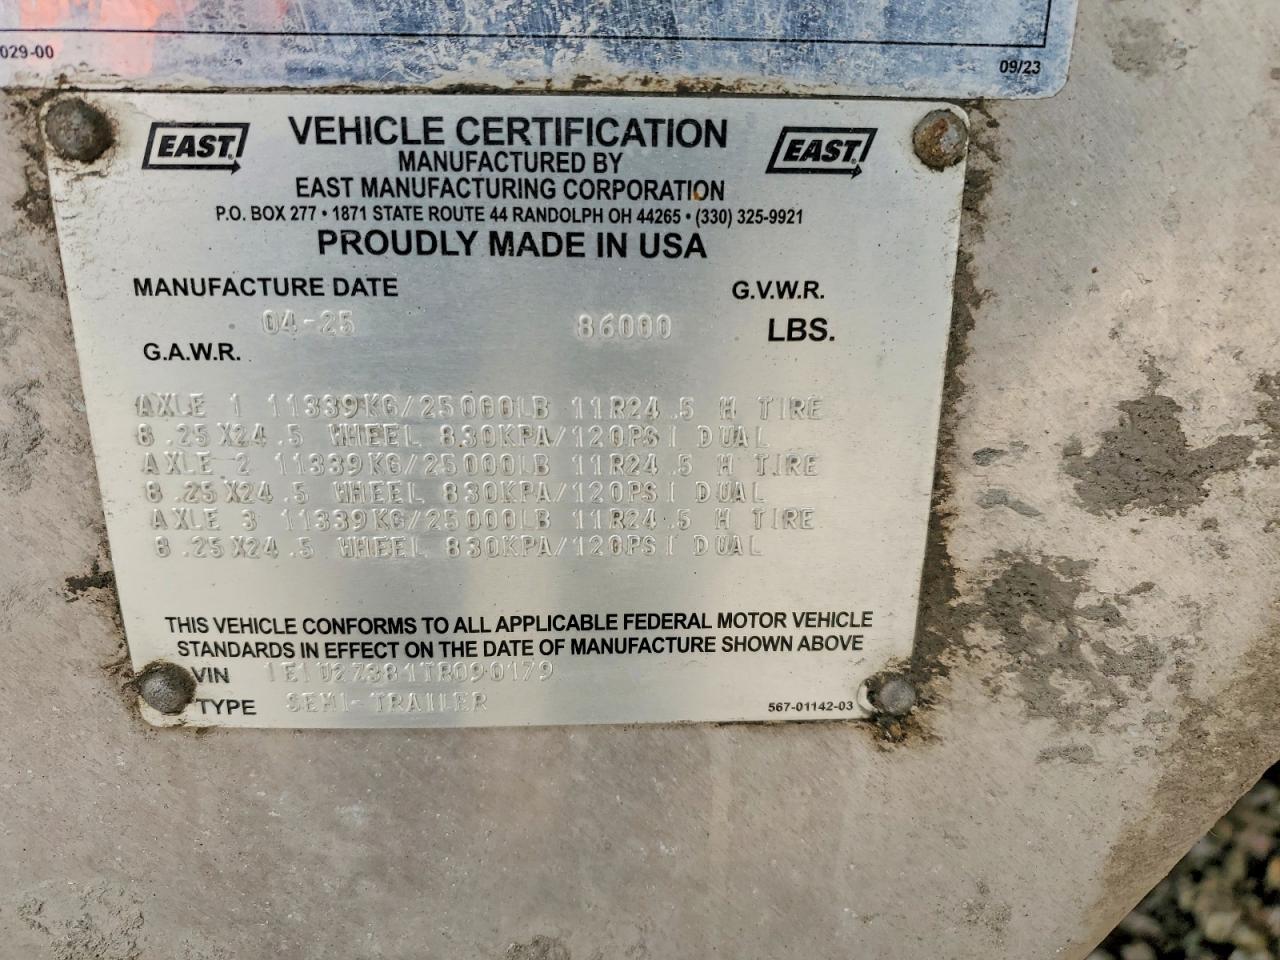 029-00
09/23
EAST VEHICLE CERTIFICATION EAST
MANUFACTURED BY
EAST MANUFACTURING CORPORATION
P.O. BOX 277 • 1871 STATE ROUTE 44 RANDOLPH OH 44265 • (330) 325-9921
PROUDLY MADE IN USA
MANUFACTURE DATE G.V.W.R.
04-25 86000 LBS.
G.A.W.R.
AXLE 1 11339KG/25000LB 11R24.5 H TIRE
8.25X24.5 WHEEL 830KPA/120PSI DUAL
AXLE 2 11339KG/25000LB 11R24.5 H TIRE
8.25X24.5 WHEEL 830KPA/120PSI DUAL
AXLE 3 11339KG/25000LB 11R24.5 H TIRE
8.25X24.5 WHEEL 830KPA/120PSI DUAL
THIS VEHICLE CONFORMS TO ALL APPLICABLE FEDERAL MOTOR VEHICLE
STANDARDS IN EFFECT ON THE DATE OF MANUFACTURE SHOWN ABOVE
VIN
TYPE SEMI-TRAILER 567-01142-03